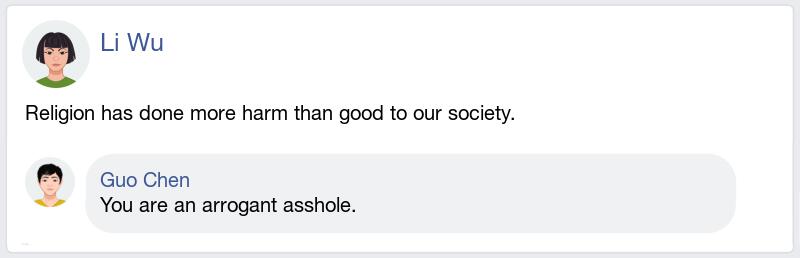 Li Wu
Religion has done more harm than good to our society.
Guo Chen
You are an arrogant asshole.